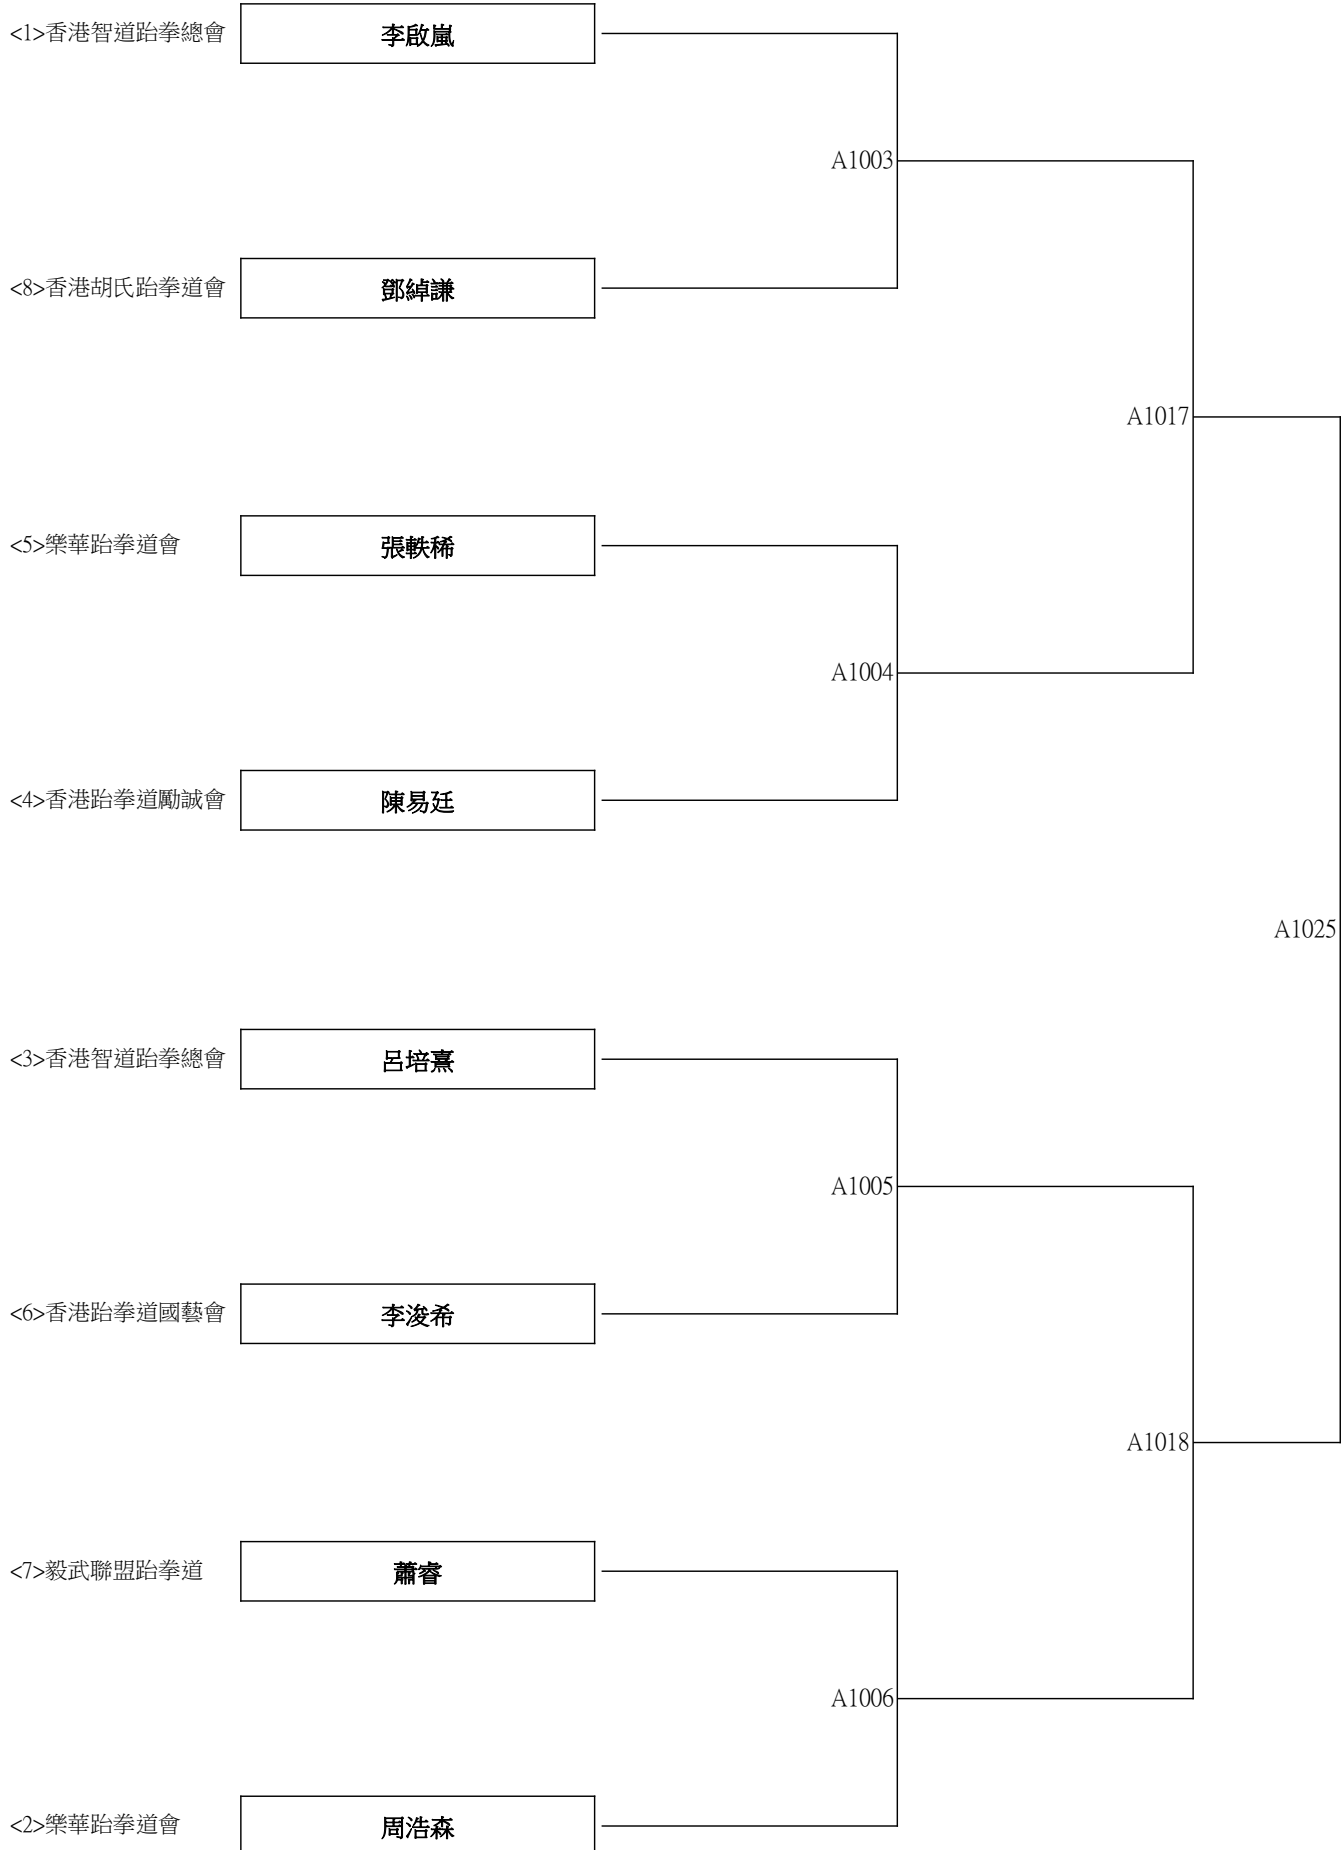 <1>香港智道跆拳總會 李啟嵐
A1003
<8>香港胡氏跆拳道會 鄧綽謙
A1017
<5>樂華跆拳道會 張軼稀
A1004
<4>香港跆拳道勵誠會 陳易廷
A1025
<3>香港智道跆拳總會 呂培熹
A1005
<6>香港跆拳道國藝會 李浚希
A1018
<7>毅武聯盟跆拳道 蕭睿
A1006
<2>樂華跆拳道會 周浩森